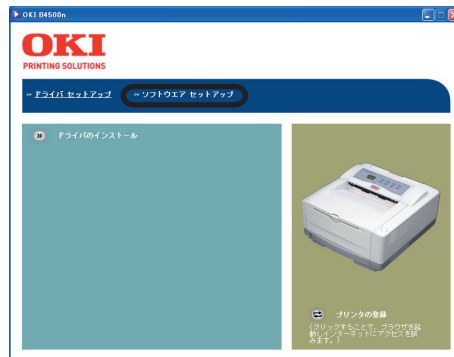 OKI B4500n
OKI
PRINTING SOLUTIONS
» ドライバ セットアップ » ソフトウエア セットアップ
» ドライバのインストール
プリンタの登録
(クリックすることで、ブラウザを起
動しインターネットにアクセスを試
みます。)